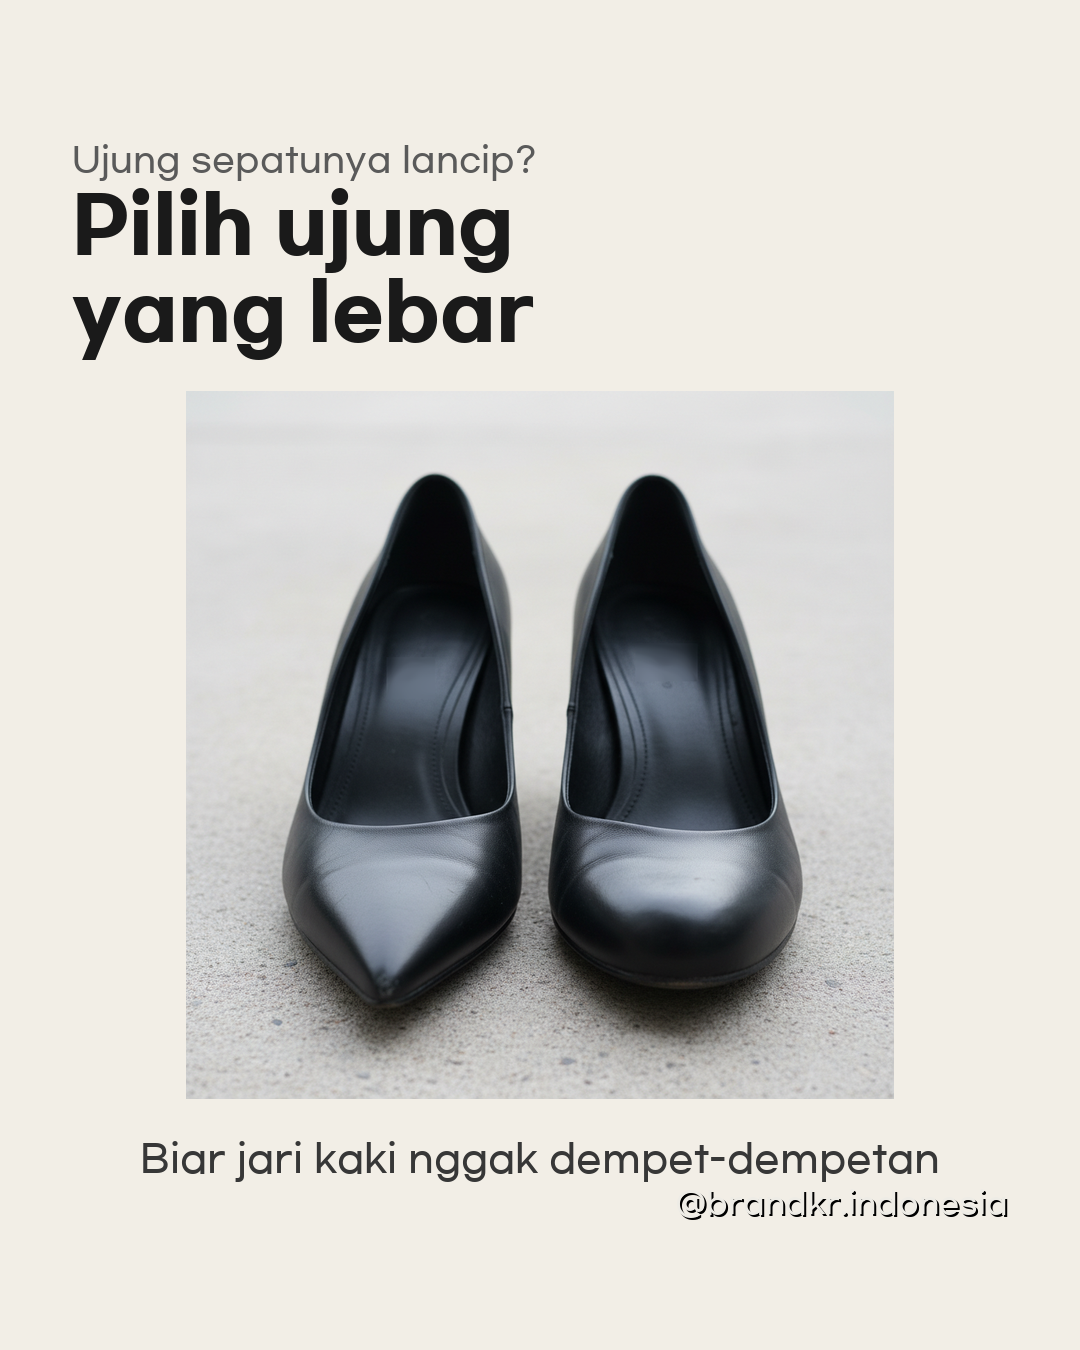 Ujung sepatunya lancip?
Pilih ujung
yang lebar
Biar jari kaki nggak dempet-dempetan
@brandkr.indonesia